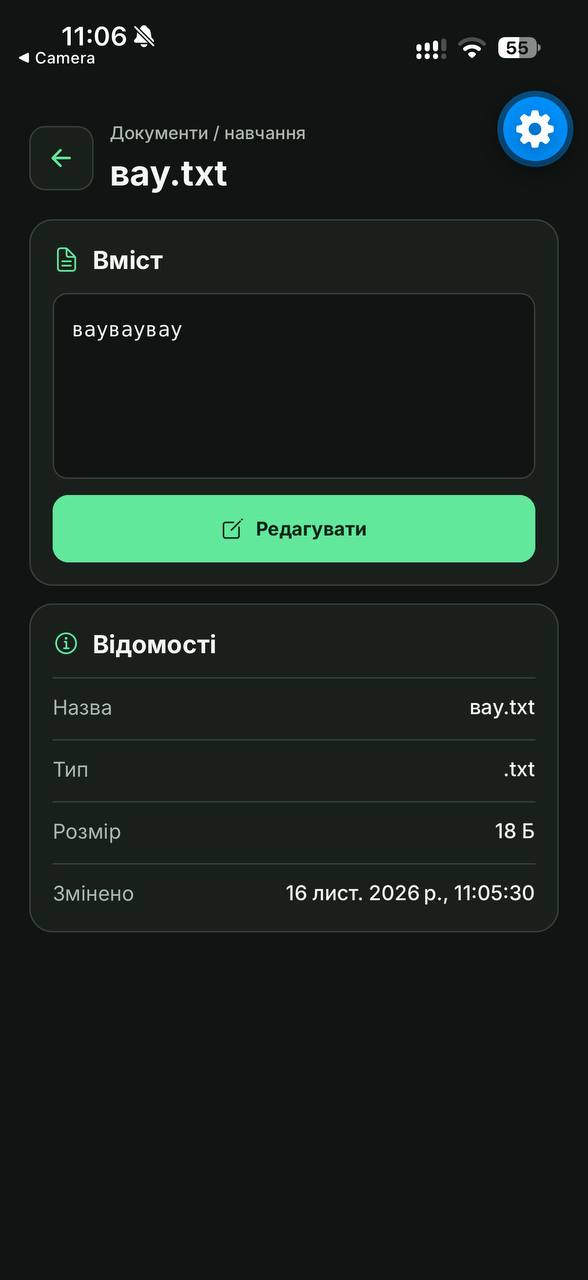 11:06
55
◀ Camera
Документи / навчання
вау.txt
Вміст
ваувaувау
Редагувати
Відомості
Назва
вау.txt
Тип
.txt
Розмір
18 Б
Змінено
16 лист. 2026 р., 11:05:30